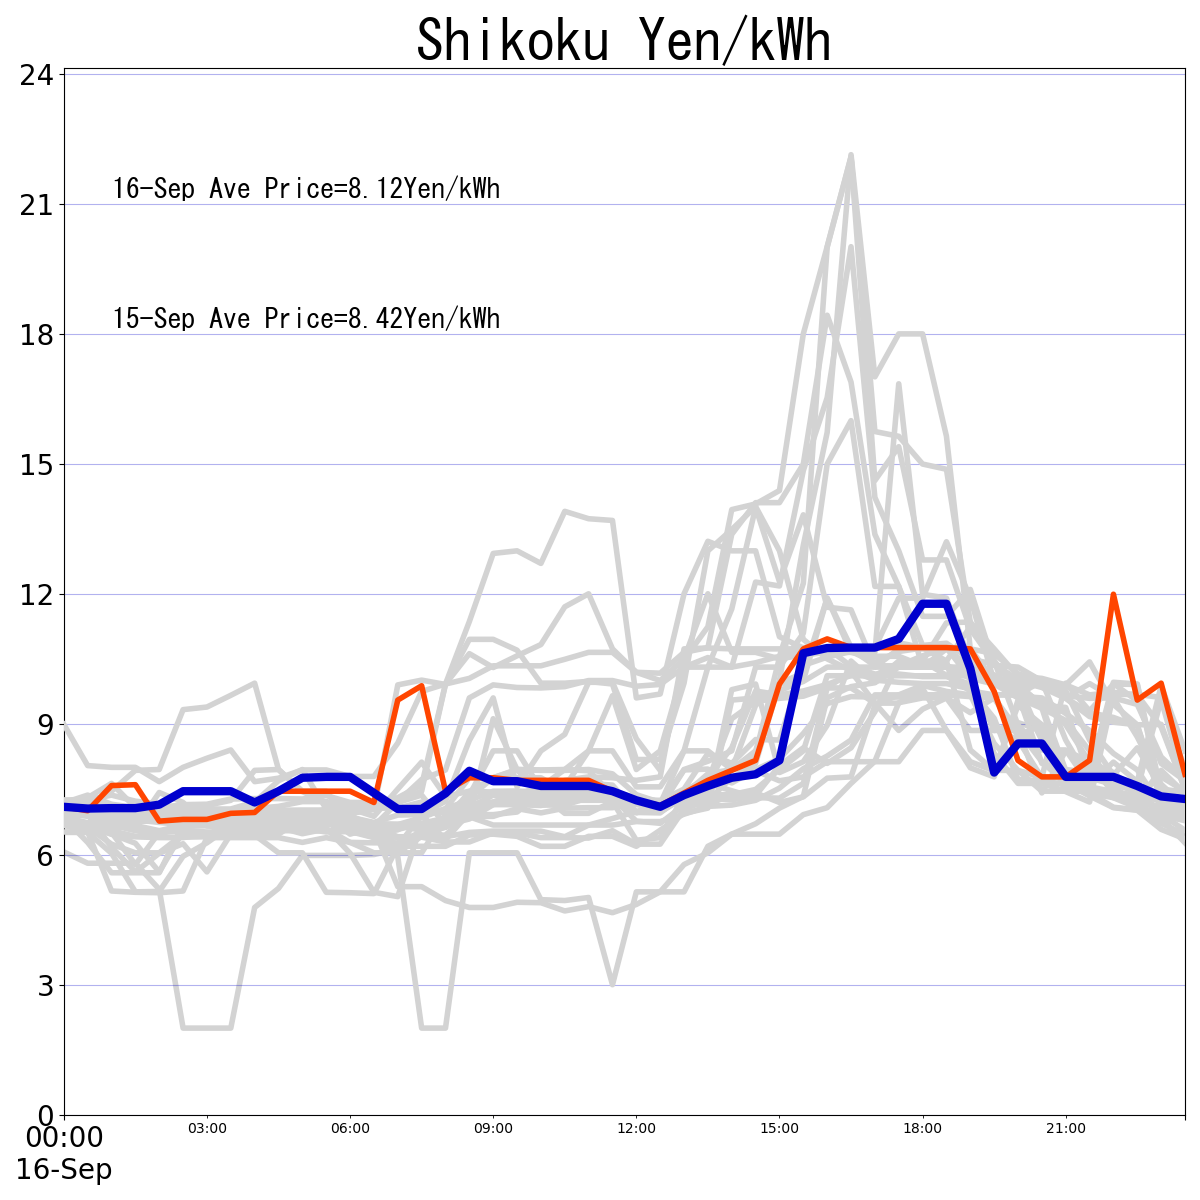 Shikoku Yen/kWh
24
21
18
15
12
9
6
3
0
16-Sep Ave Price=8.12Yen/kWh
15-Sep Ave Price=8.42Yen/kWh
00:00 03:00 06:00 09:00 12:00 15:00 18:00 21:00
16-Sep